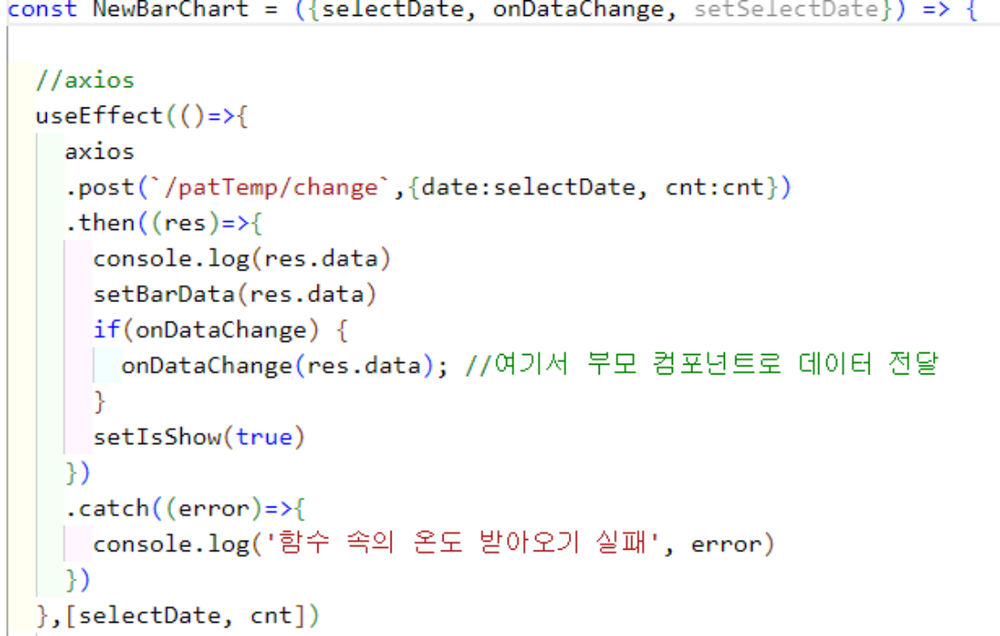 const NewBarChart = ({selectDate, onDataChange, setSelectDate}) => {
//axios
useEffect(()=>{
axios
.post(`/patTemp/change`,{date:selectDate, cnt:cnt})
.then((res)=>{
console.log(res.data)
setBarData(res.data)
if(onDataChange) {
onDataChange(res.data); //여기서 부모 컴포넌트로 데이터 전달
}
setIsShow(true)
})
.catch((error)=>{
console.log('함수 속의 온도 받아오기 실패', error)
})
},[selectDate, cnt])